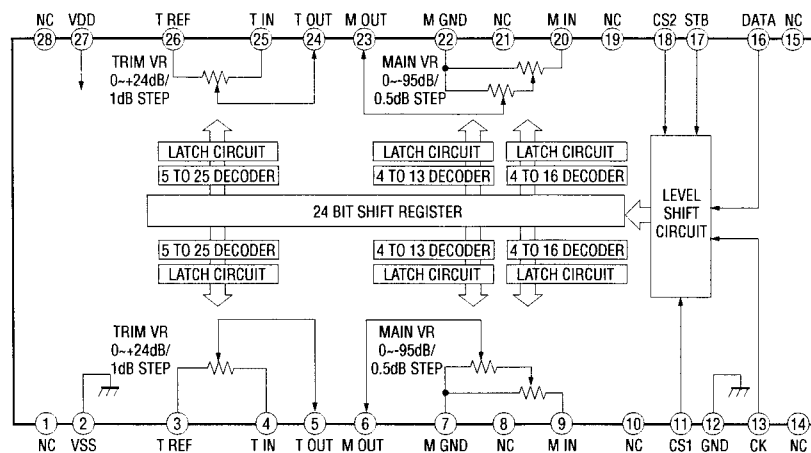 NC VDD T REF T IN T OUT M OUT M GND NC M IN NC CS2 STB DATA NC
28 27 26 25 24 23 22 21 20 19 18 17 16 15
TRIM VR
0~+24dB/
1dB STEP
MAIN VR
0~-95dB/
0.5dB STEP
LATCH CIRCUIT LATCH CIRCUIT LATCH CIRCUIT
5 TO 25 DECODER 4 TO 13 DECODER 4 TO 16 DECODER
24 BIT SHIFT REGISTER
LEVEL
SHIFT
CIRCUIT
5 TO 25 DECODER 4 TO 13 DECODER 4 TO 16 DECODER
LATCH CIRCUIT LATCH CIRCUIT LATCH CIRCUIT
TRIM VR
0~+24dB/
1dB STEP
MAIN VR
0~-95dB/
0.5dB STEP
1 2 3 4 5 6 7 8 9 10 11 12 13 14
NC VSS T REF T IN T OUT M OUT M GND NC M IN NC CS1 GND CK NC